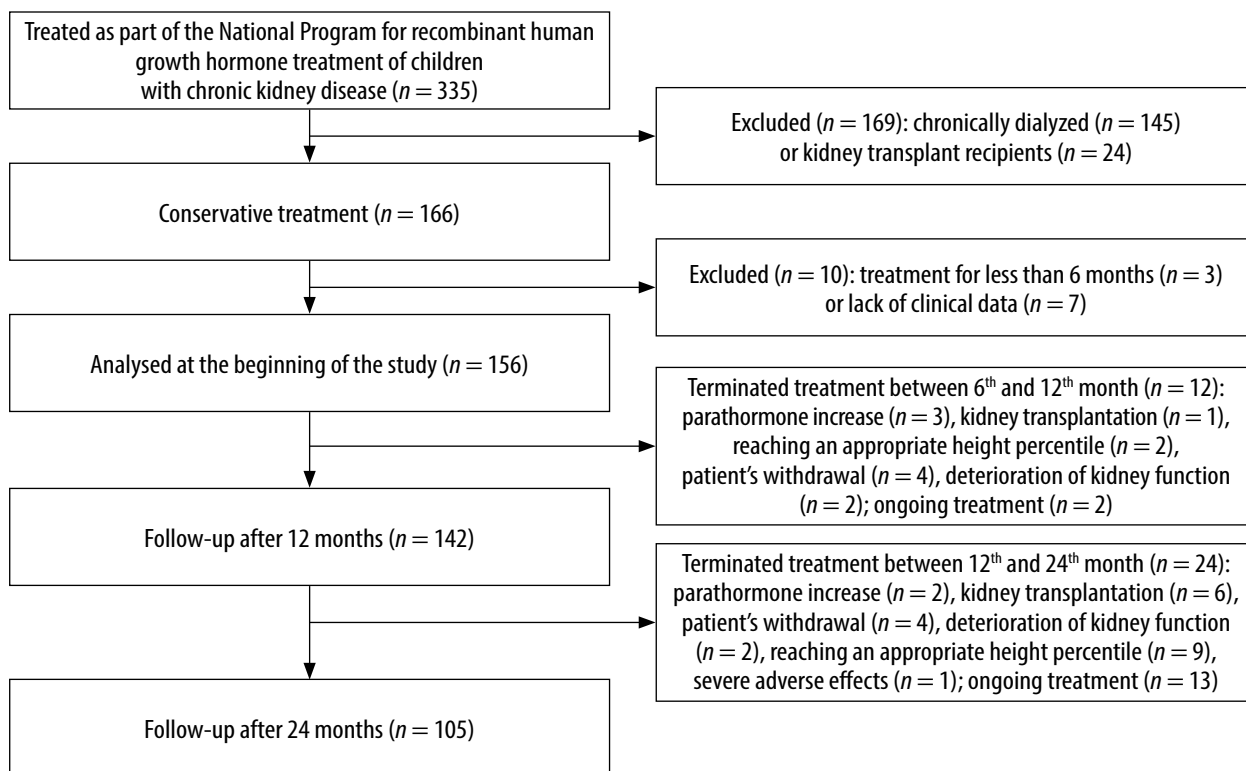 Treated as part of the National Program for recombinant human
growth hormone treatment of children
with chronic kidney disease (n = 335)
Excluded (n = 169): chronically dialyzed (n = 145)
or kidney transplant recipients (n = 24)
Conservative treatment (n = 166)
Excluded (n = 10): treatment for less than 6 months (n = 3)
or lack of clinical data (n = 7)
Analysed at the beginning of the study (n = 156)
Terminated treatment between 6th and 12th month (n = 12):
parathormone increase (n = 3), kidney transplantation (n = 1),
reaching an appropriate height percentile (n = 2),
patient's withdrawal (n = 4), deterioration of kidney function
(n = 2); ongoing treatment (n = 2)
Follow-up after 12 months (n = 142)
Terminated treatment between 12th and 24th month (n = 24):
parathormone increase (n = 2), kidney transplantation (n = 6),
patient's withdrawal (n = 4), deterioration of kidney function
(n = 2), reaching an appropriate height percentile (n = 9),
severe adverse effects (n = 1); ongoing treatment (n = 13)
Follow-up after 24 months (n = 105)